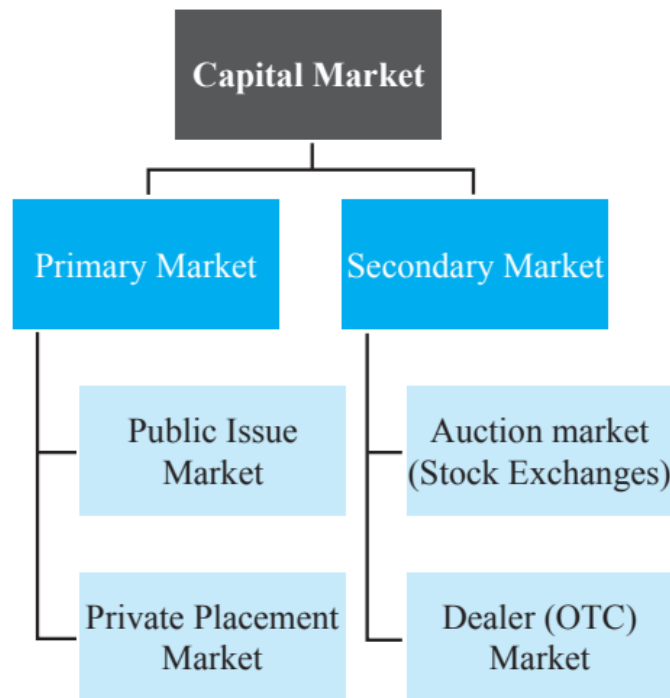 Capital Market
Primary Market
Secondary Market
Public Issue
Market
Auction market
(Stock Exchanges)
Private Placement
Market
Dealer (OTC)
Market